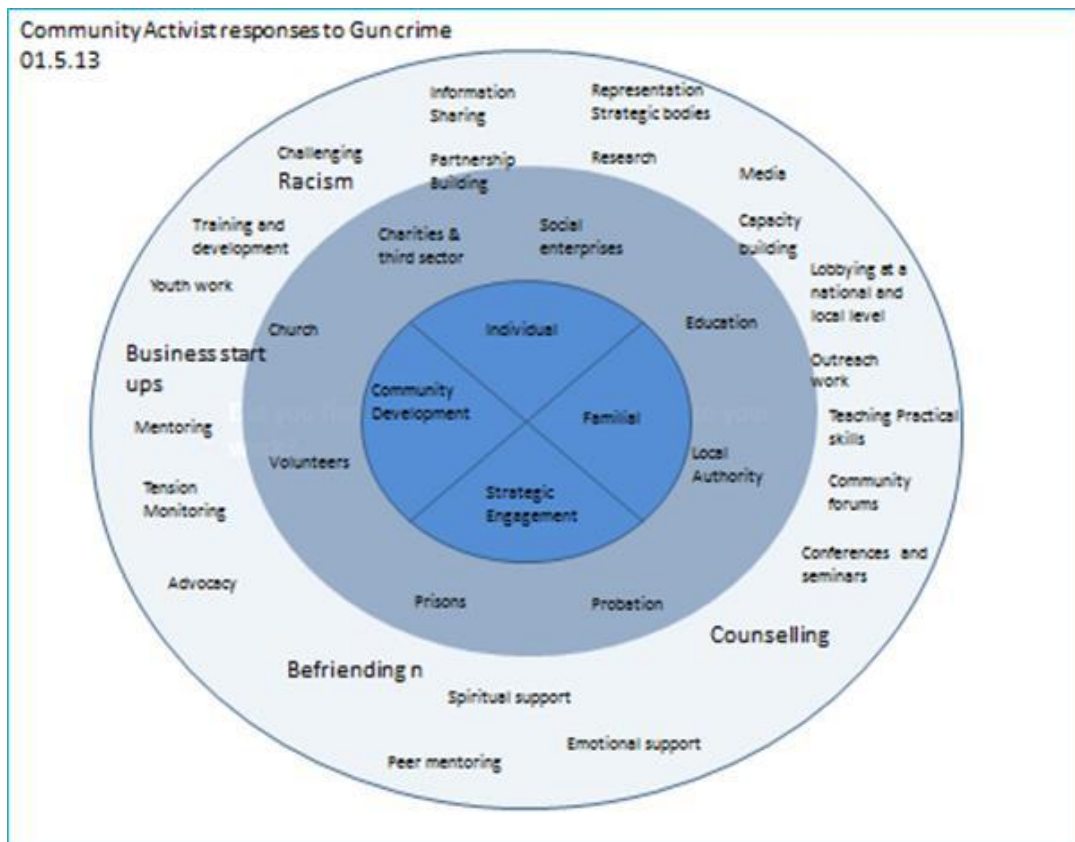 Community Activist responses to Gun crime
01.5.13
Information
Sharing
Representation
Strategic bodies
Challenging
Racism
Partnership
Building
Research
Media
Training and
development
Charities &
third sector
Social
enterprises
Capacity
building
Youth work
Lobbying at a
national and
local level
Church
Individual
Education
Business start
ups
Outreach
work
Community
Development
Familial
Mentoring
Teaching Practical
skills
Volunteers
Local
Authority
Tension
Monitoring
Strategic
Engagement
Community
forums
Conferences and
seminars
Advocacy
Prisons
Probation
Counselling
Befriending n
Spiritual support
Emotional support
Peer mentoring